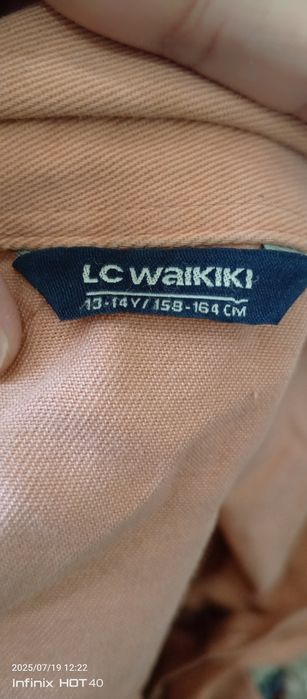 LC WAIKIKI
13-14Y / 158-164 CM
2025/07/19 12:22
Infinix HOT 40